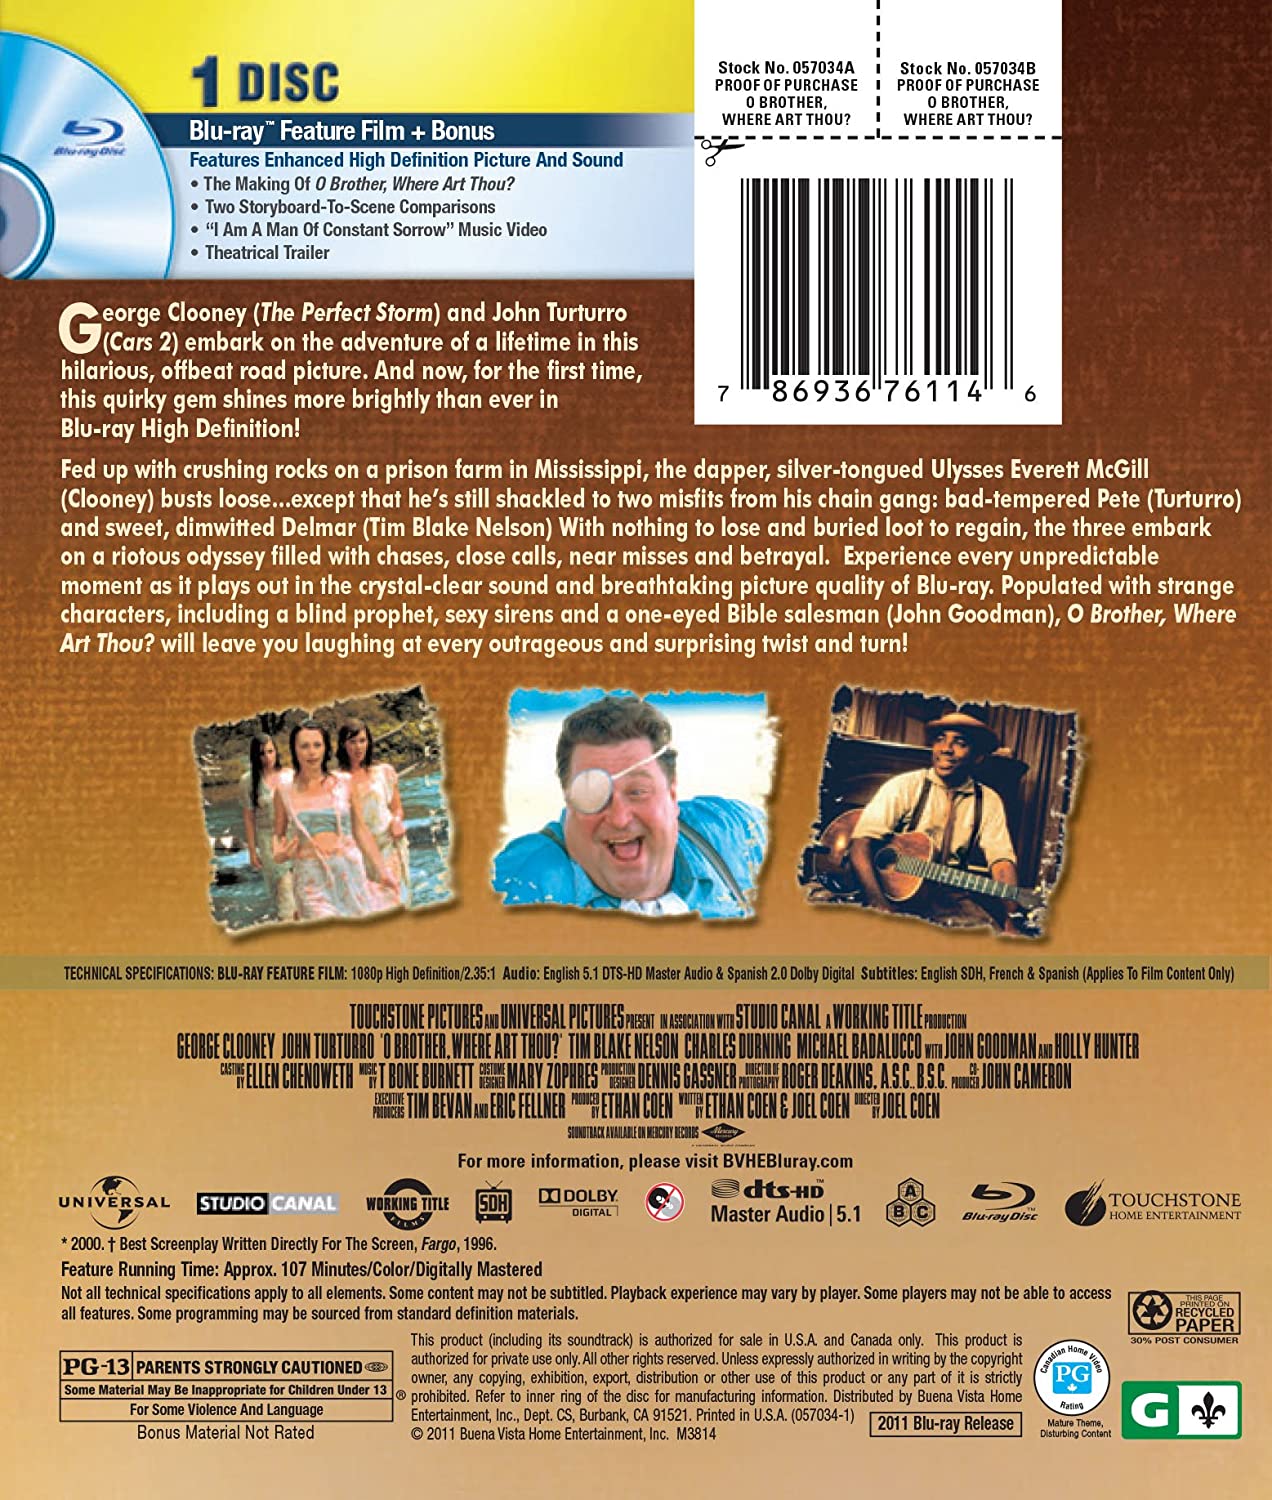 1 DISC
Blu-ray Disc
Blu-ray™ Feature Film + Bonus
Features Enhanced High Definition Picture And Sound
• The Making Of O Brother, Where Art Thou?
• Two Storyboard-To-Scene Comparisons
• “I Am A Man Of Constant Sorrow” Music Video
• Theatrical Trailer
Stock No. 057034A
PROOF OF PURCHASE
O BROTHER,
WHERE ART THOU?
Stock No. 057034B
PROOF OF PURCHASE
O BROTHER,
WHERE ART THOU?
7 86936 76114 6
George Clooney (The Perfect Storm) and John Turturro
(Cars 2) embark on the adventure of a lifetime in this
hilarious, offbeat road picture. And now, for the first time,
this quirky gem shines more brightly than ever in
Blu-ray High Definition!
Fed up with crushing rocks on a prison farm in Mississippi, the dapper, silver-tongued Ulysses Everett McGill
(Clooney) busts loose...except that he’s still shackled to two misfits from his chain gang: bad-tempered Pete (Turturro)
and sweet, dimwitted Delmar (Tim Blake Nelson) With nothing to lose and buried loot to regain, the three embark
on a riotous odyssey filled with chases, close calls, near misses and betrayal. Experience every unpredictable
moment as it plays out in the crystal-clear sound and breathtaking picture quality of Blu-ray. Populated with strange
characters, including a blind prophet, sexy sirens and a one-eyed Bible salesman (John Goodman), O Brother, Where
Art Thou? will leave you laughing at every outrageous and surprising twist and turn!
TECHNICAL SPECIFICATIONS: BLU-RAY FEATURE FILM: 1080p High Definition/2.35:1 Audio: English 5.1 DTS-HD Master Audio & Spanish 2.0 Dolby Digital Subtitles: English SDH, French & Spanish (Applies To Film Content Only)
TOUCHSTONE PICTURES AND UNIVERSAL PICTURES PRESENT IN ASSOCIATION WITH STUDIO CANAL A WORKING TITLE PRODUCTION
GEORGE CLOONEY JOHN TURTURRO 'O BROTHER, WHERE ART THOU?' TIM BLAKE NELSON CHARLES DURNING MICHAEL BADALUCCO WITH JOHN GOODMAN AND HOLLY HUNTER
CASTING BY ELLEN CHENOWETH MUSIC BY T BONE BURNETT COSTUME DESIGNER MARY ZOPHRES PRODUCTION DESIGNER DENNIS GASSNER DIRECTOR OF PHOTOGRAPHY ROGER DEAKINS, A.S.C., B.S.C. CO-PRODUCER JOHN CAMERON
EXECUTIVE PRODUCERS TIM BEVAN AND ERIC FELLNER PRODUCED BY ETHAN COEN WRITTEN BY ETHAN COEN & JOEL COEN DIRECTED BY JOEL COEN
SOUNDTRACK AVAILABLE ON MERCURY RECORDS Mercury
For more information, please visit BVHEBluray.com
UNIVERSAL
STUDIO CANAL
WORKING TITLE
FILMS
SDH
DOLBY
DIGITAL
dts-HD™
Master Audio | 5.1
A B C
Blu-ray Disc™
TOUCHSTONE
HOME ENTERTAINMENT
* 2000. † Best Screenplay Written Directly For The Screen, Fargo, 1996.
Feature Running Time: Approx. 107 Minutes/Color/Digitally Mastered
Not all technical specifications apply to all elements. Some content may not be subtitled. Playback experience may vary by player. Some players may not be able to access
all features. Some programming may be sourced from standard definition materials.
THIS PAGE
PRINTED ON
RECYCLED
PAPER
30% POST CONSUMER
PG-13 PARENTS STRONGLY CAUTIONED
Some Material May Be Inappropriate for Children Under 13 ®
For Some Violence And Language
Bonus Material Not Rated
This product (including its soundtrack) is authorized for sale in U.S.A. and Canada only. This product is
authorized for private use only. All other rights reserved. Unless expressly authorized in writing by the copyright
owner, any copying, exhibition, export, distribution or other use of this product or any part of it is strictly
prohibited. Refer to inner ring of the disc for manufacturing information. Distributed by Buena Vista Home
Entertainment, Inc., Dept. CS, Burbank, CA 91521. Printed in U.S.A. (057034-1)
© 2011 Buena Vista Home Entertainment, Inc. M3814
2011 Blu-ray Release
Canadian Home Video
PG
Rating
Mature Theme,
Disturbing Content
G